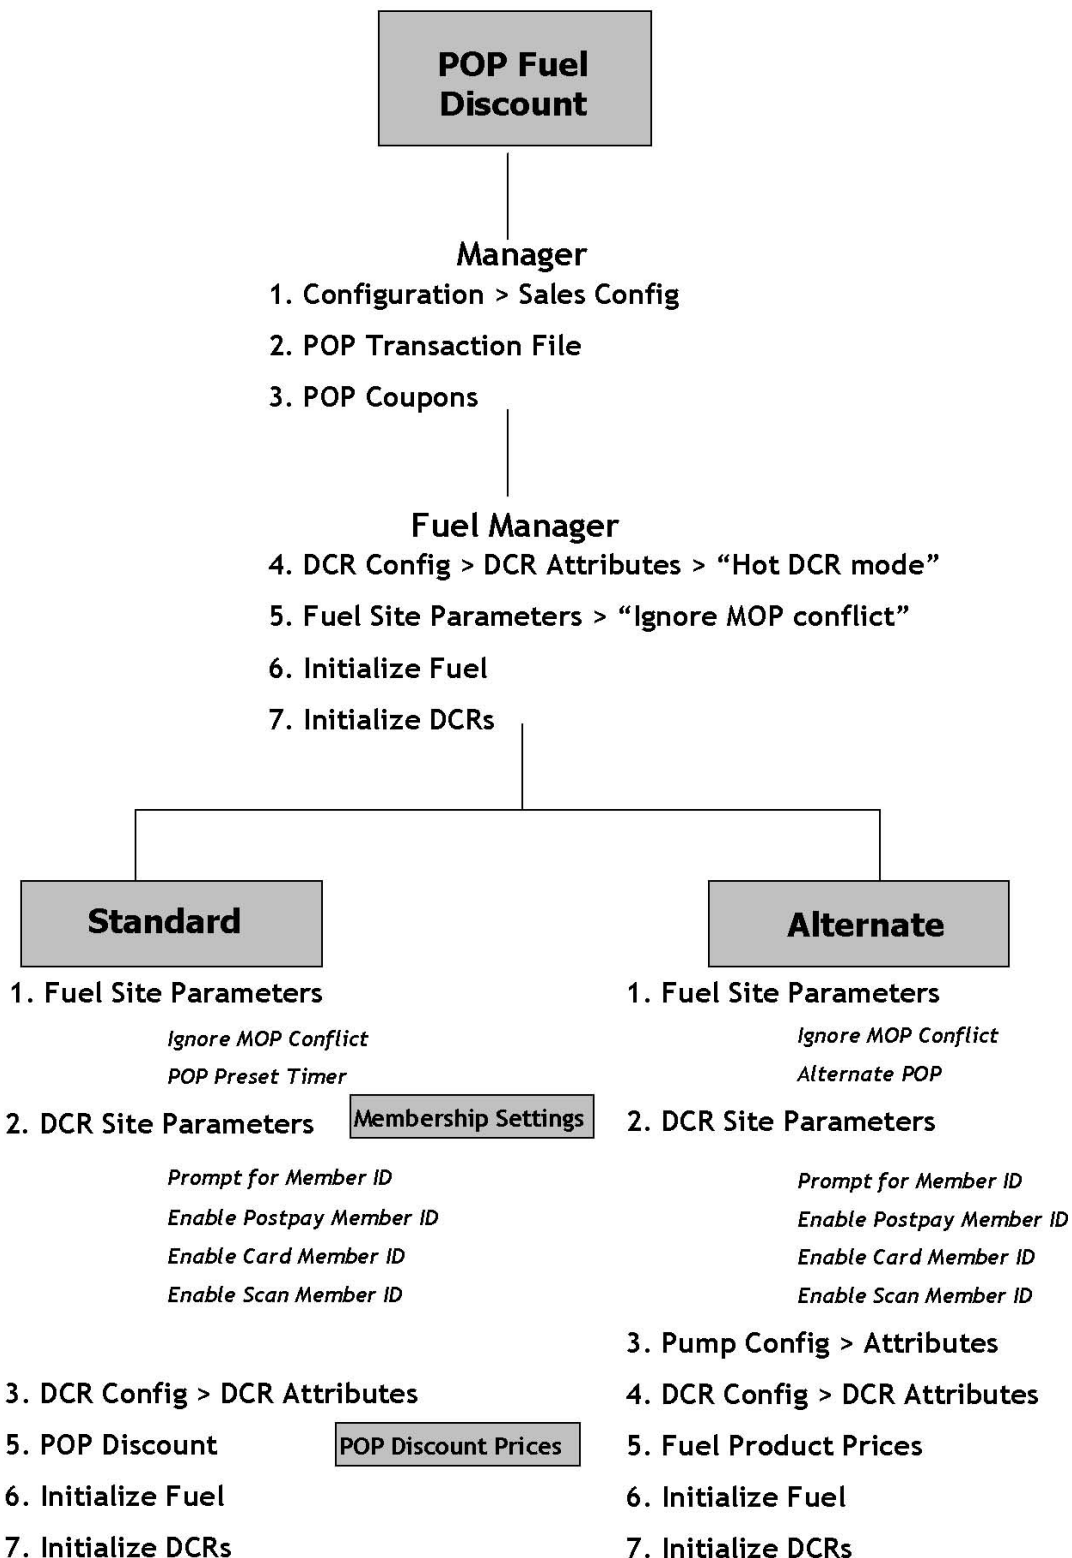 POP Fuel
Discount
Manager
1. Configuration > Sales Config
2. POP Transaction File
3. POP Coupons
Fuel Manager
4. DCR Config > DCR Attributes > “Hot DCR mode”
5. Fuel Site Parameters > “Ignore MOP conflict”
6. Initialize Fuel
7. Initialize DCRs
Standard
1. Fuel Site Parameters
Ignore MOP Conflict
POP Preset Timer
2. DCR Site Parameters
Membership Settings
Prompt for Member ID
Enable Postpay Member ID
Enable Card Member ID
Enable Scan Member ID
3. DCR Config > DCR Attributes
5. POP Discount
POP Discount Prices
6. Initialize Fuel
7. Initialize DCRs
Alternate
1. Fuel Site Parameters
Ignore MOP Conflict
Alternate POP
2. DCR Site Parameters
Prompt for Member ID
Enable Postpay Member ID
Enable Card Member ID
Enable Scan Member ID
3. Pump Config > Attributes
4. DCR Config > DCR Attributes
5. Fuel Product Prices
6. Initialize Fuel
7. Initialize DCRs